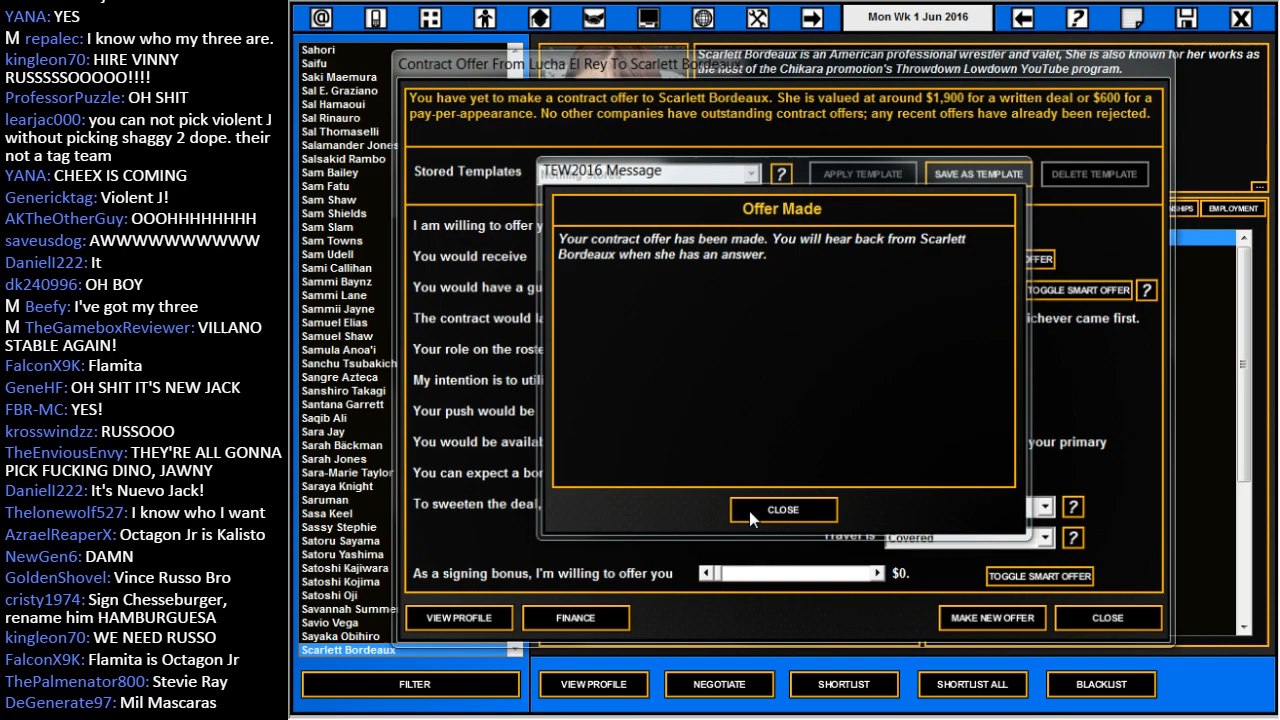 YANA: YES
M repalec: I know who my three are.
kingleon70: HIRE VINNY
RUSSSSSOOOOO!!!!
ProfessorPuzzle: OH SHIT
learjac000: you can not pick violent J
without picking shaggy 2 dope. their
not a tag team
YANA: CHEEX IS COMING
Genericktag: Violent J!
AKTheOtherGuy: OOOHHHHHHHH
saveusdog: AWWWWWWWWWW
DanielI222: It
dk240996: OH BOY
M Beefy: I've got my three
M TheGameboxReviewer: VILLANO
STABLE AGAIN!
FalconX9K: Flamita
GeneHF: OH SHIT IT'S NEW JACK
FBR-MC: YES!
krosswindzz: RUSSOOO
TheEnviousEnvy: THEY'RE ALL GONNA
PICK FUCKING DINO, JAWNY
DanielI222: It's Nuevo Jack!
Thelonewolf527: I know who I want
AzraelReaperX: Octagon Jr is Kalisto
NewGen6: DAMN
GoldenShovel: Vince Russo Bro
cristy1974: Sign Chesseburger,
rename him HAMBURGUESA
kingleon70: WE NEED RUSSO
FalconX9K: Flamita is Octagon Jr
ThePalmenator800: Stevie Ray
DeGenerate97: Mil Mascaras
Mon Wk 1 Jun 2016
Sahori
Saifu
Saki Maemura
Sal E. Graziano
Sal Hamaoui
Sal Rinauro
Sal Thomaselli
Salamander Jones
Salsakid Rambo
Sam Bailey
Sam Fatu
Sam Shaw
Sam Shields
Sam Slam
Sam Towns
Sam Udell
Sami Callihan
Sammi Baynz
Sammi Lane
Sammii Jayne
Samuel Elias
Samuel Shaw
Samula Anoa'i
Sanchu Tsubakich
Sangre Azteca
Sanshiro Takagi
Santana Garrett
Saqib Ali
Sara Jay
Sarah Bäckman
Sarah Jones
Sara-Marie Taylor
Saraya Knight
Saruman
Sasa Keel
Sassy Stephie
Satoru Sayama
Satoru Yashima
Satoshi Kajiwara
Satoshi Kojima
Satoshi Oji
Savannah Summe
Savio Vega
Sayaka Obihiro
Scarlett Bordeaux
FILTER
Scarlett Bordeaux is an American professional wrestler and valet, She is also known for her works as
the host of the Chikara promotion's Throwdown Lowdown YouTube program.
Contract Offer From Lucha El Rey To Scarlett Bordeaux
You have yet to make a contract offer to Scarlett Bordeaux. She is valued at around $1,900 for a written deal or $600 for a
pay-per-appearance. No other companies have outstanding contract offers; any recent offers have already been rejected.
Stored Templates
Nothing Stored
?
APPLY TEMPLATE
SAVE AS TEMPLATE
DELETE TEMPLATE
TEW2016 Message
Offer Made
Your contract offer has been made. You will hear back from Scarlett
Bordeaux when she has an answer.
CLOSE
I am willing to offer y
You would receive
OFFER
You would have a gu
TOGGLE SMART OFFER ?
The contract would la
ichever came first.
Your role on the roste
My intention is to util
Your push would be
You would be availab
your primary
You can expect a bon
To sweeten the deal,
?
Travel is
Covered
?
As a signing bonus, I'm willing to offer you
$0.
TOGGLE SMART OFFER
VIEW PROFILE
FINANCE
MAKE NEW OFFER
CLOSE
...
NSHIPS
EMPLOYMENT
VIEW PROFILE
NEGOTIATE
SHORTLIST
SHORTLIST ALL
BLACKLIST